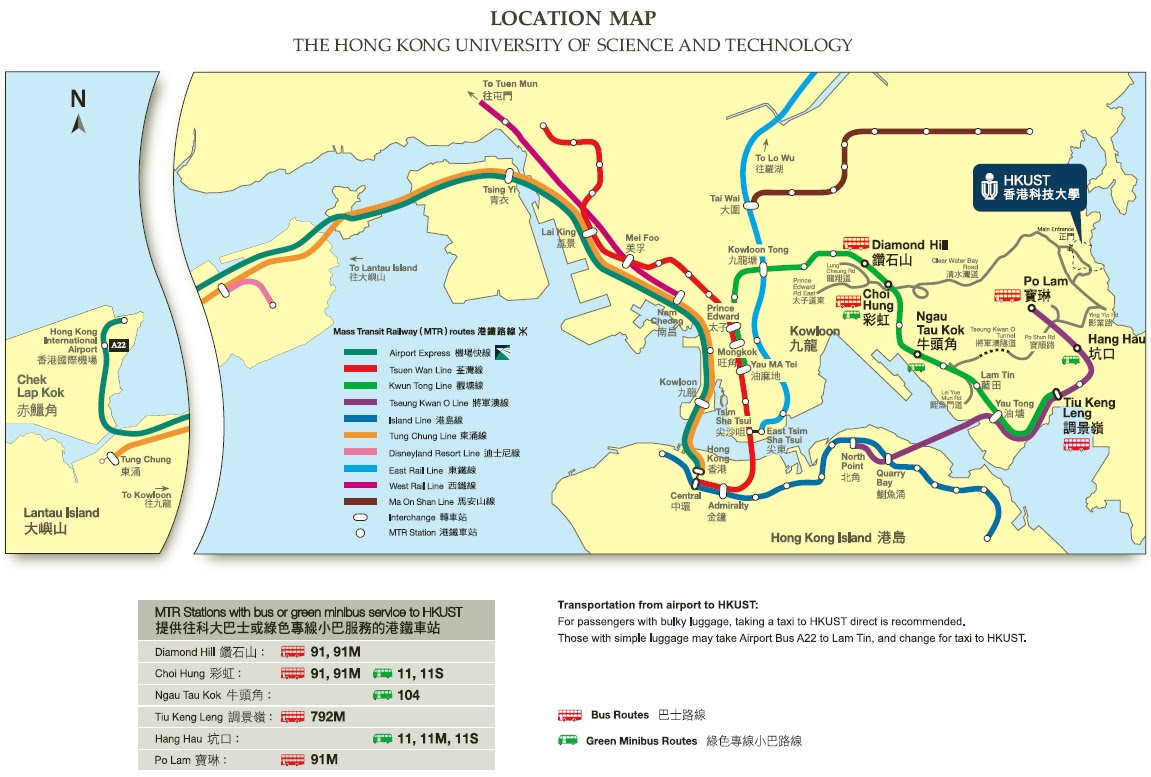 LOCATION MAP
THE HONG KONG UNIVERSITY OF SCIENCE AND TECHNOLOGY
N
To Tuen Mun
往屯門
To Lo Wu
往羅湖
HKUST
香港科技大學
Tsing Yi
青衣
Tai Wai
大圍
Main Entrance
正門
Lai King
荔景
Mei Foo
美孚
Kowloon Tong
九龍塘
Diamond Hill
鑽石山
Clear Water Bay
Road
清水灣道
To Lantau Island
往大嶼山
Lung
Cheung Rd
龍翔道
Prince
Edward
Rd East
太子道東
Choi
Hung
彩虹
Po Lam
寶琳
Nam
Cheong
南昌
Prince
Edward
太子
Kowloon
九龍
Ngau
Tau Kok
牛頭角
Tseung Kwan O
Tunnel
將軍澳隧道
Po Shun Rd
寶順路
Ying Yip Rd
影業路
Hang Hau
坑口
Hong Kong
International
Airport
香港國際機場
A22
Chek
Lap Kok
赤鱲角
Mongkok
旺角
Yau MA Tei
油麻地
Lam Tin
藍田
Lei Yue
Mun Rd
鯉魚門道
Yau Tong
油塘
Tiu Keng
Leng
調景嶺
Kowloon
九龍
Tsim
Sha Tsui
尖沙咀
East Tsim
Sha Tsui
尖東
Tung Chung
東涌
To Kowloon
往九龍
Lantau Island
大嶼山
Hong
Kong
香港
Central
中環
Admiralty
金鐘
North
Point
北角
Quarry
Bay
鰂魚涌
Hong Kong Island 港島
Mass Transit Railway (MTR) routes 港鐵路綫
Airport Express 機場快綫
Tsuen Wan Line 荃灣綫
Kwun Tong Line 觀塘綫
Tseung Kwan O Line 將軍澳綫
Island Line 港島綫
Tung Chung Line 東涌綫
Disneyland Resort Line 迪士尼綫
East Rail Line 東鐵綫
West Rail Line 西鐵綫
Ma On Shan Line 馬鞍山綫
Interchange 轉車站
MTR Station 港鐵車站
MTR Stations with bus or green minibus service to HKUST
提供往科大巴士或綠色專線小巴服務的港鐵車站
Diamond Hill 鑽石山： 91, 91M
Choi Hung 彩虹： 91, 91M 11, 11S
Ngau Tau Kok 牛頭角： 104
Tiu Keng Leng 調景嶺： 792M
Hang Hau 坑口： 11, 11M, 11S
Po Lam 寶琳： 91M
Transportation from airport to HKUST:
For passengers with bulky luggage, taking a taxi to HKUST direct is recommended.
Those with simple luggage may take Airport Bus A22 to Lam Tin, and change for taxi to HKUST.
Bus Routes 巴士路線
Green Minibus Routes 綠色專線小巴路線